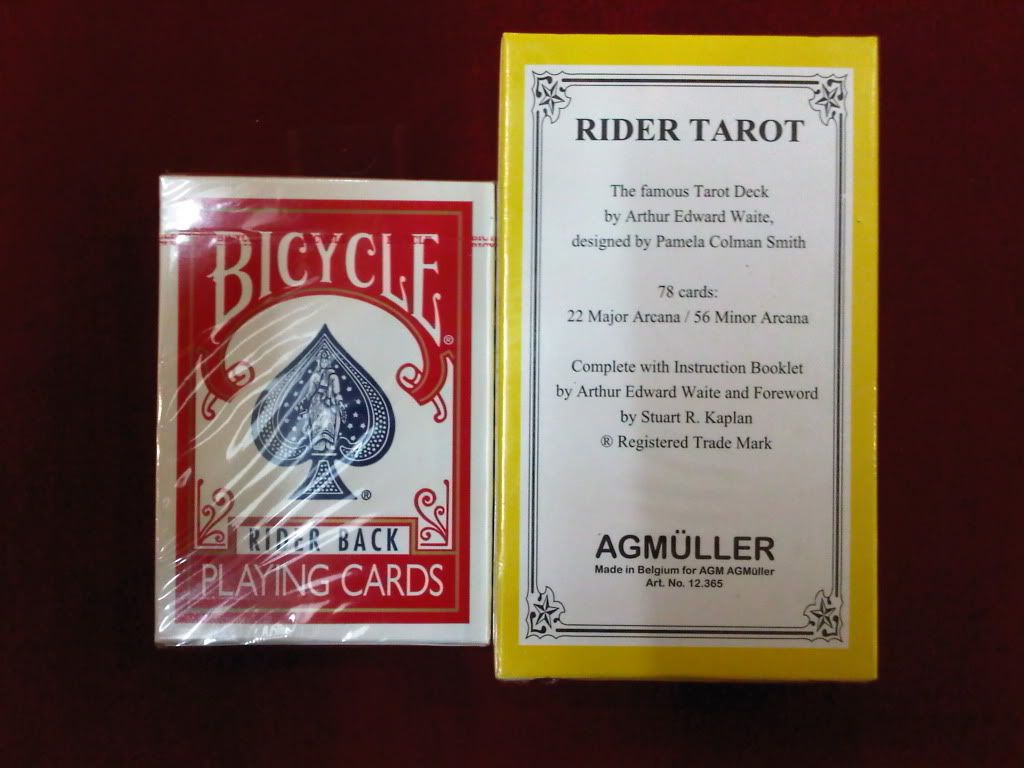 BICYCLE
BICYCLE
BICYCLE
®
®
RIDER BACK
PLAYING CARDS
RIDER TAROT
The famous Tarot Deck
by Arthur Edward Waite,
designed by Pamela Colman Smith
78 cards:
22 Major Arcana / 56 Minor Arcana
Complete with Instruction Booklet
by Arthur Edward Waite and Foreword
by Stuart R. Kaplan
® Registered Trade Mark
AGMÜLLER
Made in Belgium for AGM AGMüller
Art. No. 12.365